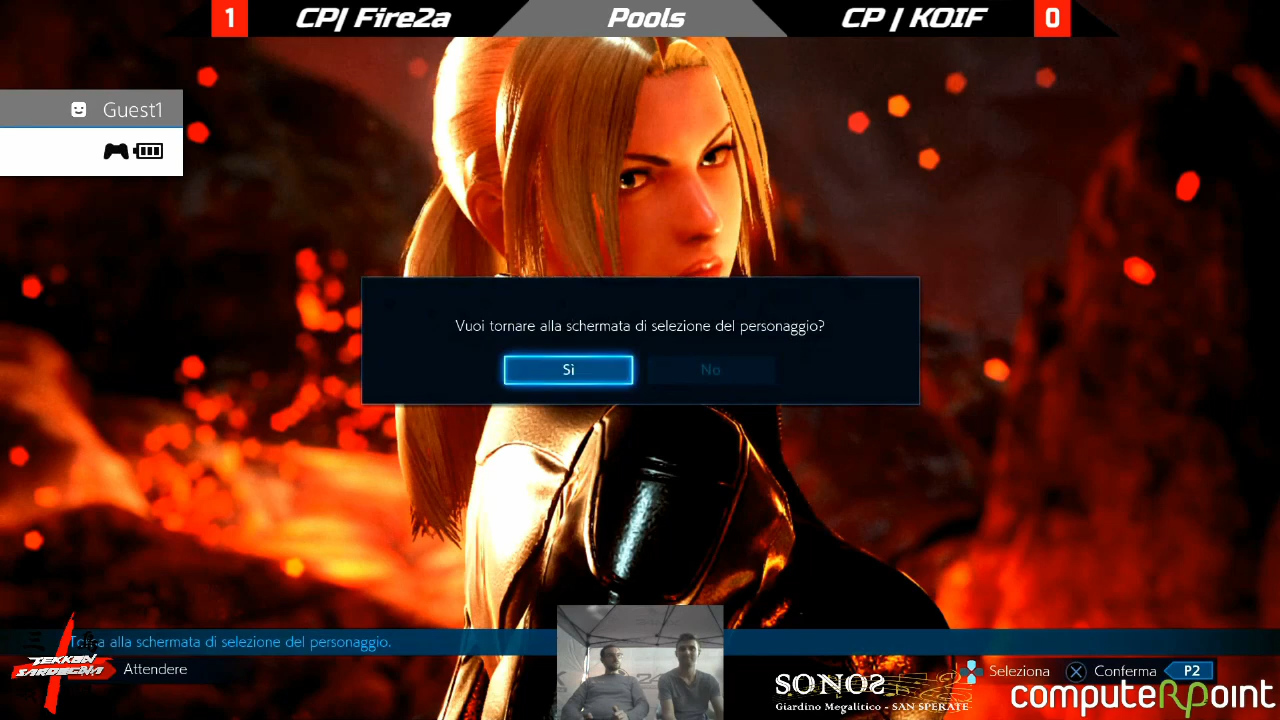 1 CP| Fire2a Pools CP | KOIF 0
Guest1
Vuoi tornare alla schermata di selezione del personaggio?
Sì No
Torna alla schermata di selezione del personaggio.
TEKKEN
SARDEGNA
Attendere
Seleziona Conferma P2
SONOS
Giardino Megalitico - SAN SPERATE
computeRpoint